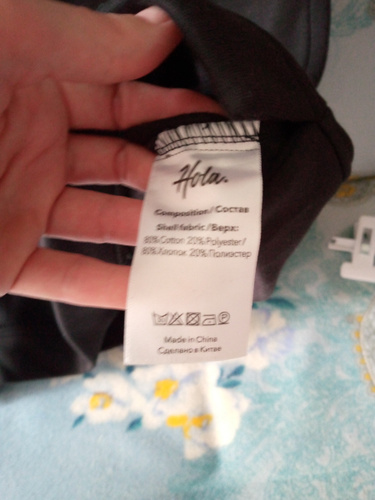 Hola.
Composition/Состав
Shell fabric/Верх:
80% Cotton 20% Polyester/
80% Хлопок 20% Полиэстер
Made in China
Сделано в Китае